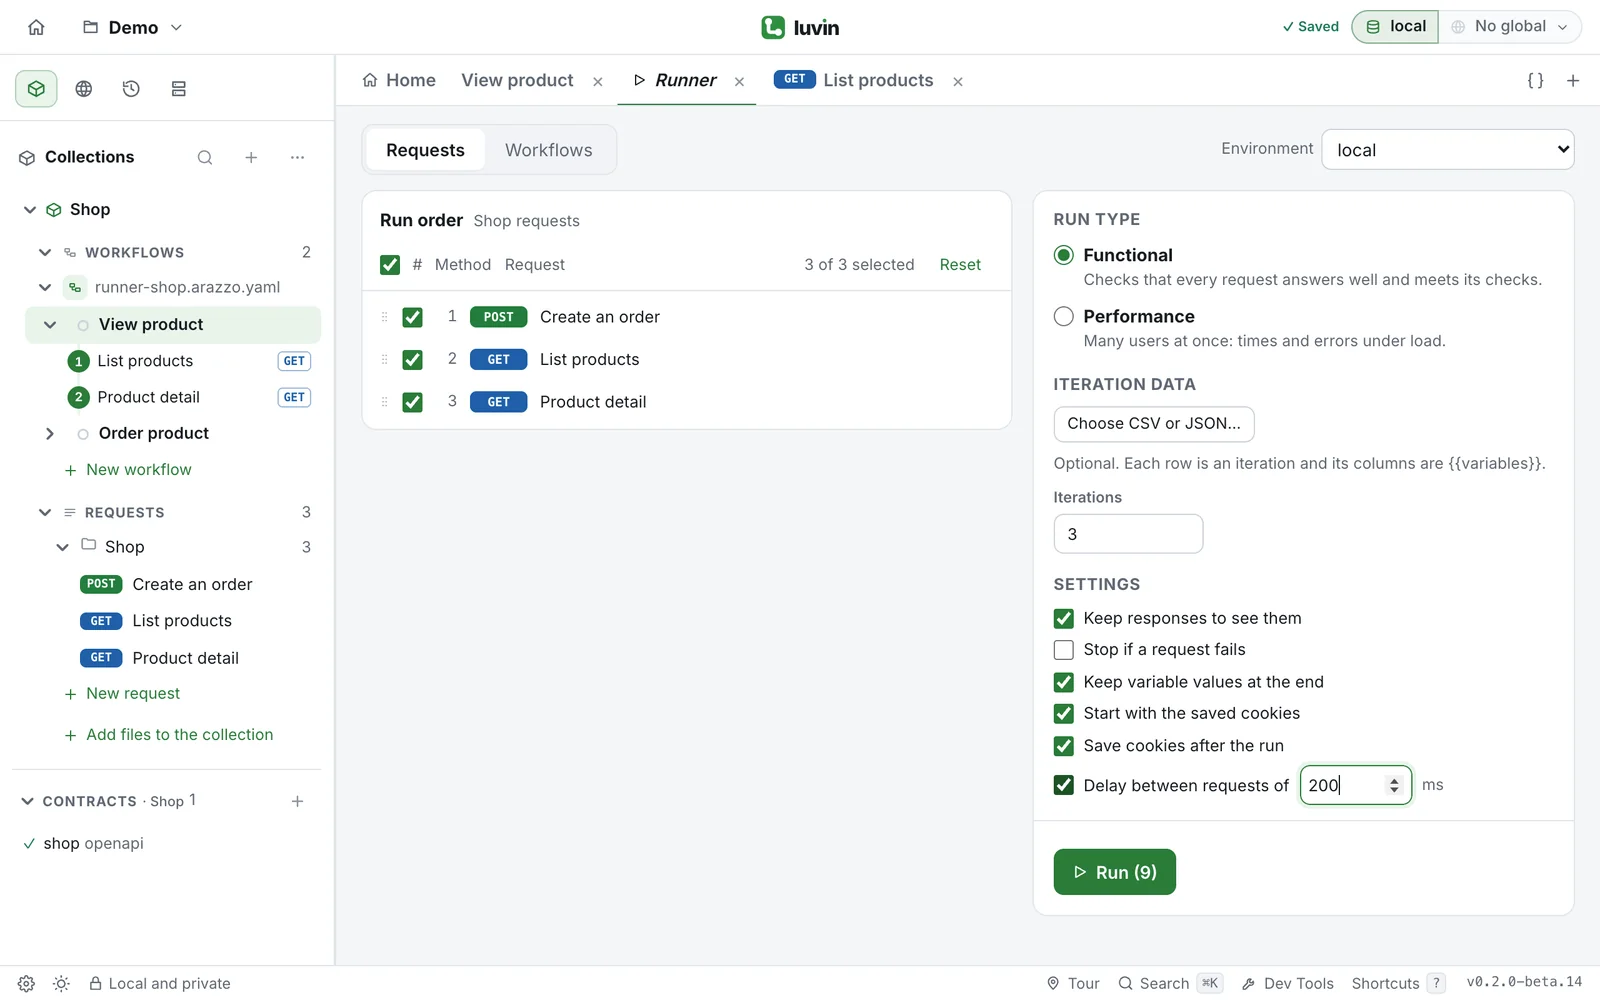 Demo
luvin
Saved
local
No global
Home
View product
Runner
GET
List products
{ }
Collections
Shop
WORKFLOWS 2
runner-shop.arazzo.yaml
View product
1 List products GET
2 Product detail GET
Order product
+ New workflow
REQUESTS 3
Shop 3
POST Create an order
GET List products
GET Product detail
+ New request
+ Add files to the collection
CONTRACTS · Shop 1
shop openapi
Requests
Workflows
Environment
local
Run order Shop requests
# Method Request 3 of 3 selected Reset
1 POST Create an order
2 GET List products
3 GET Product detail
RUN TYPE
Functional
Checks that every request answers well and meets its checks.
Performance
Many users at once: times and errors under load.
ITERATION DATA
Choose CSV or JSON...
Optional. Each row is an iteration and its columns are {{variables}}.
Iterations
3
SETTINGS
Keep responses to see them
Stop if a request fails
Keep variable values at the end
Start with the saved cookies
Save cookies after the run
Delay between requests of 200 ms
Run (9)
Local and private
Tour
Search ⌘K
Dev Tools
Shortcuts ?
v0.2.0-beta.14